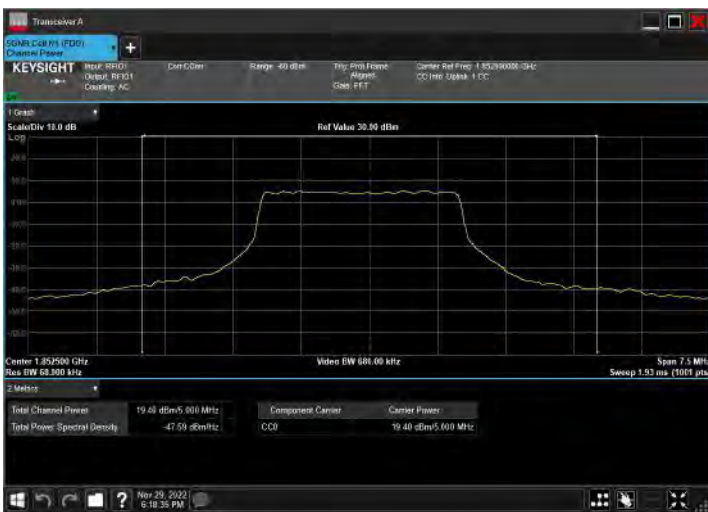 Transceiver A
5GNR Cell N1 (FDD)
Channel Power
KEYSIGHT
Input: RFIO1
Output: RFIO1
Coupling: AC
Corr CCorr
Range: -60 dBm
Trig:
Aligned
Gate: FFT
Carrier Ref Freq: 1.852500000 GHz
CC Info: Uplink, 1 CC
1 Graph
Scale/Div 10.0 dB
Ref Value 30.00 dBm
Log
Center 1.852500 GHz
Video BW 680.00 kHz
Span 7.5 MHz
Res BW 68.000 kHz
Sweep 1.93 ms (1001 pts
2 Metrics
Total Channel Power
19.40 dBm/5.000 MHz
Component Carrier
Carrier Power
Total Power Spectral Density
-47.59 dBm/Hz
CC0
19.40 dBm/5.000 MHz
Nov 29, 2022
6:18:35 PM